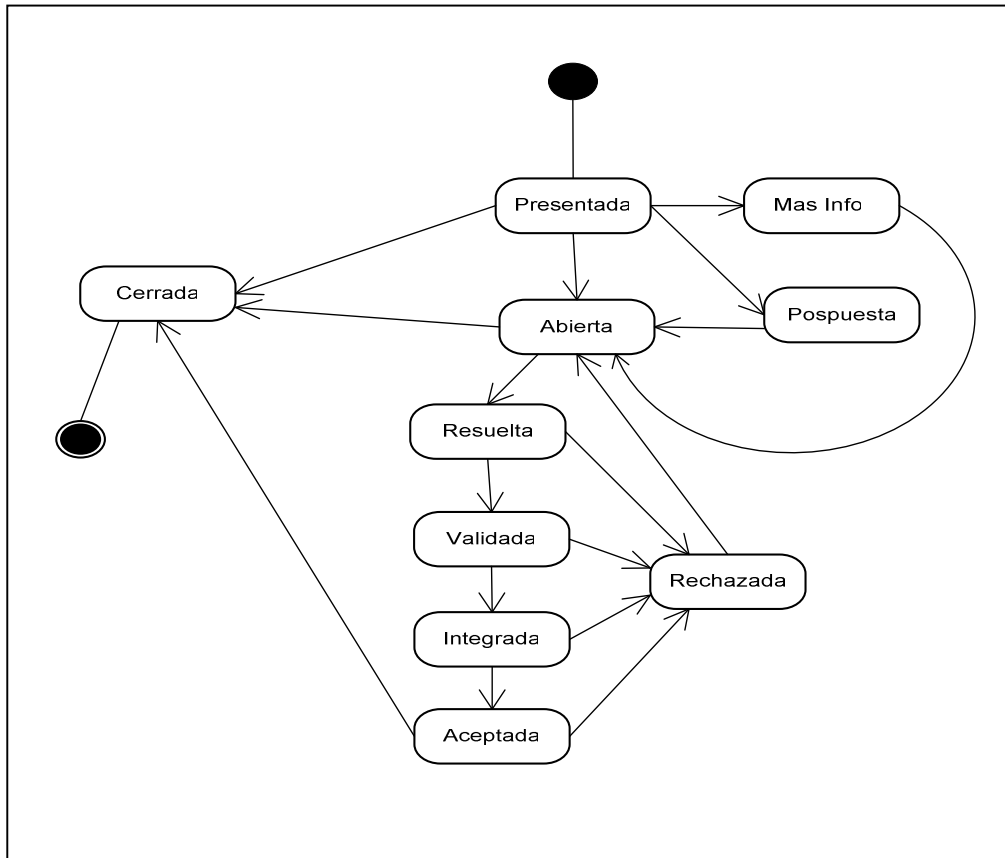 Presentada
Mas Info
Cerrada
Abierta
Pospuesta
Resuelta
Validada
Rechazada
Integrada
Aceptada